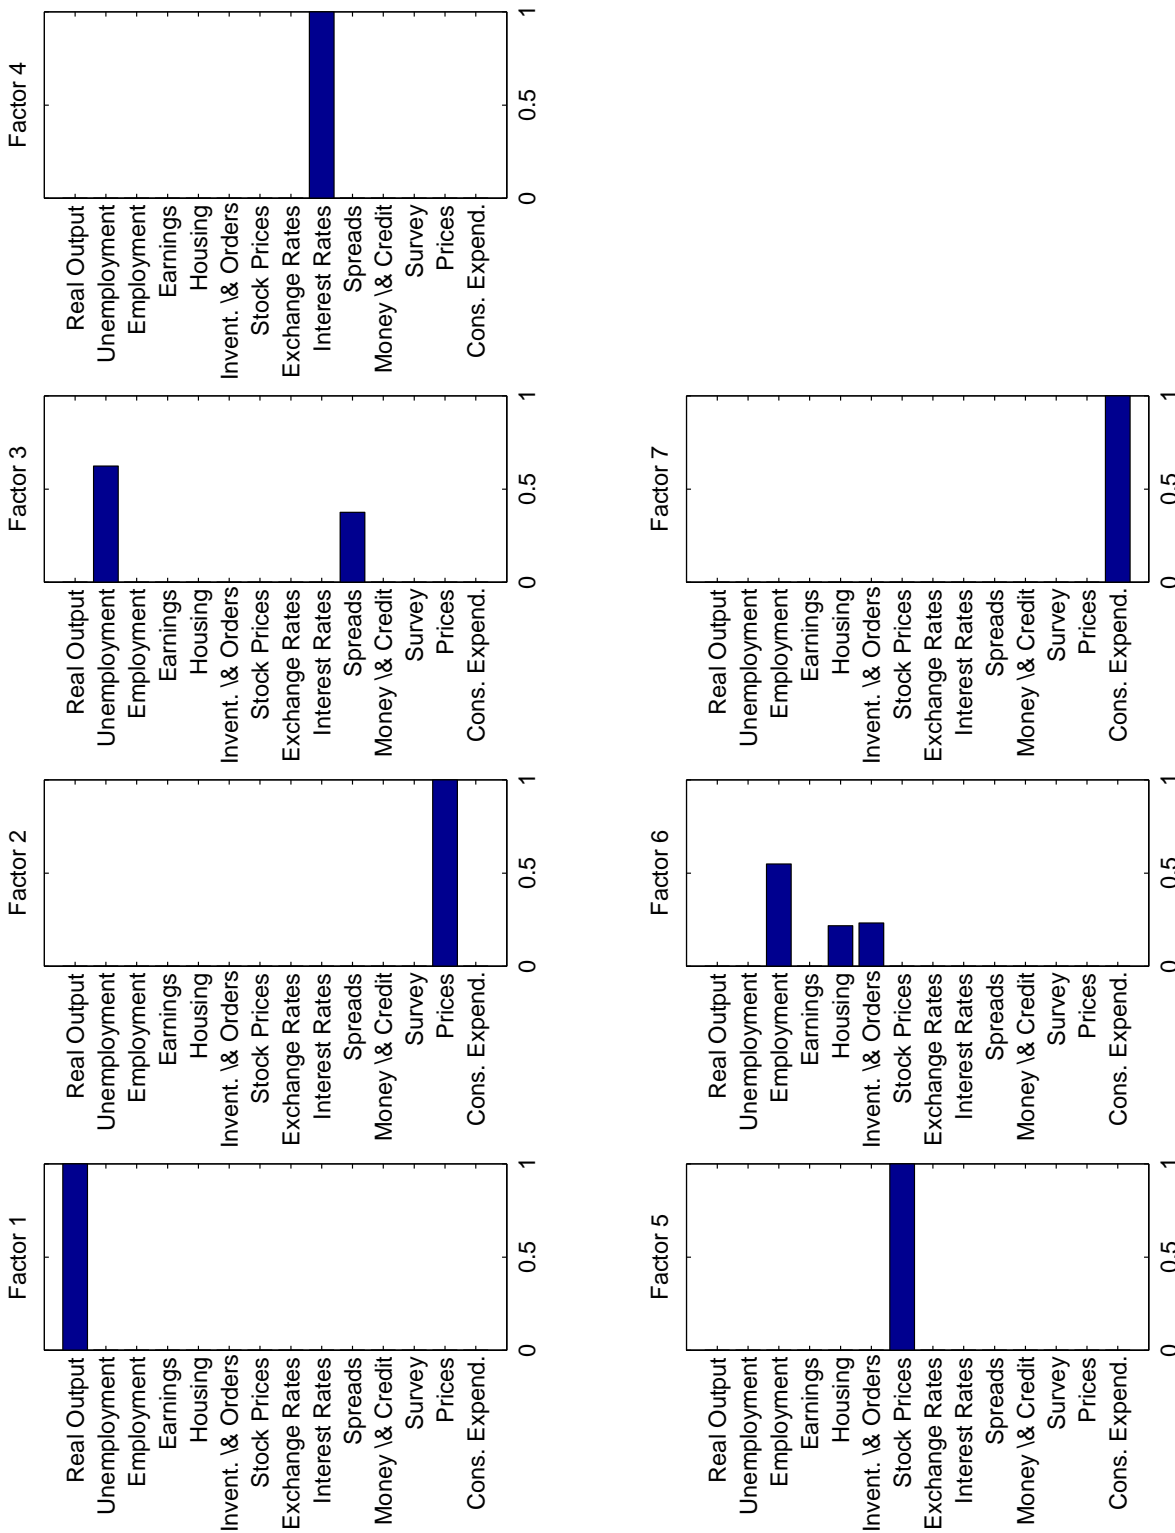 Factor 1
Real Output
Unemployment
Employment
Earnings
Housing
Invent. \& Orders
Stock Prices
Exchange Rates
Interest Rates
Spreads
Money \& Credit
Survey
Prices
Cons. Expend.
0 0.5 1
Factor 2
Real Output
Unemployment
Employment
Earnings
Housing
Invent. \& Orders
Stock Prices
Exchange Rates
Interest Rates
Spreads
Money \& Credit
Survey
Prices
Cons. Expend.
0 0.5 1
Factor 3
Real Output
Unemployment
Employment
Earnings
Housing
Invent. \& Orders
Stock Prices
Exchange Rates
Interest Rates
Spreads
Money \& Credit
Survey
Prices
Cons. Expend.
0 0.5 1
Factor 4
Real Output
Unemployment
Employment
Earnings
Housing
Invent. \& Orders
Stock Prices
Exchange Rates
Interest Rates
Spreads
Money \& Credit
Survey
Prices
Cons. Expend.
0 0.5 1
Factor 5
Real Output
Unemployment
Employment
Earnings
Housing
Invent. \& Orders
Stock Prices
Exchange Rates
Interest Rates
Spreads
Money \& Credit
Survey
Prices
Cons. Expend.
0 0.5 1
Factor 6
Real Output
Unemployment
Employment
Earnings
Housing
Invent. \& Orders
Stock Prices
Exchange Rates
Interest Rates
Spreads
Money \& Credit
Survey
Prices
Cons. Expend.
0 0.5 1
Factor 7
Real Output
Unemployment
Employment
Earnings
Housing
Invent. \& Orders
Stock Prices
Exchange Rates
Interest Rates
Spreads
Money \& Credit
Survey
Prices
Cons. Expend.
0 0.5 1